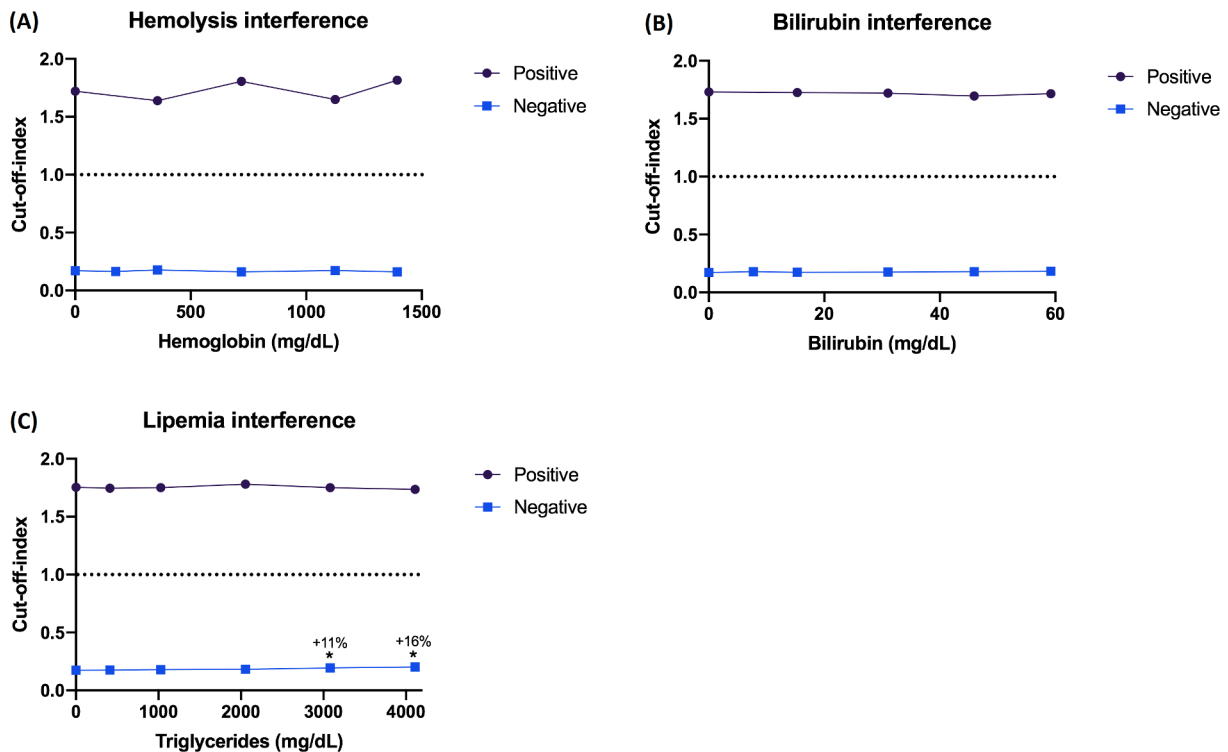 (A)
Hemolysis interference
2.0
1.5
1.0
0.5
0.0
Cut-off-index
0
500
1000
1500
Hemoglobin (mg/dL)
Positive
Negative
(B)
Bilirubin interference
2.0
1.5
1.0
0.5
0.0
Cut-off-index
0
20
40
60
Bilirubin (mg/dL)
Positive
Negative
(C)
Lipemia interference
2.0
1.5
1.0
0.5
0.0
Cut-off-index
+11%
*
+16%
*
0
1000
2000
3000
4000
Triglycerides (mg/dL)
Positive
Negative